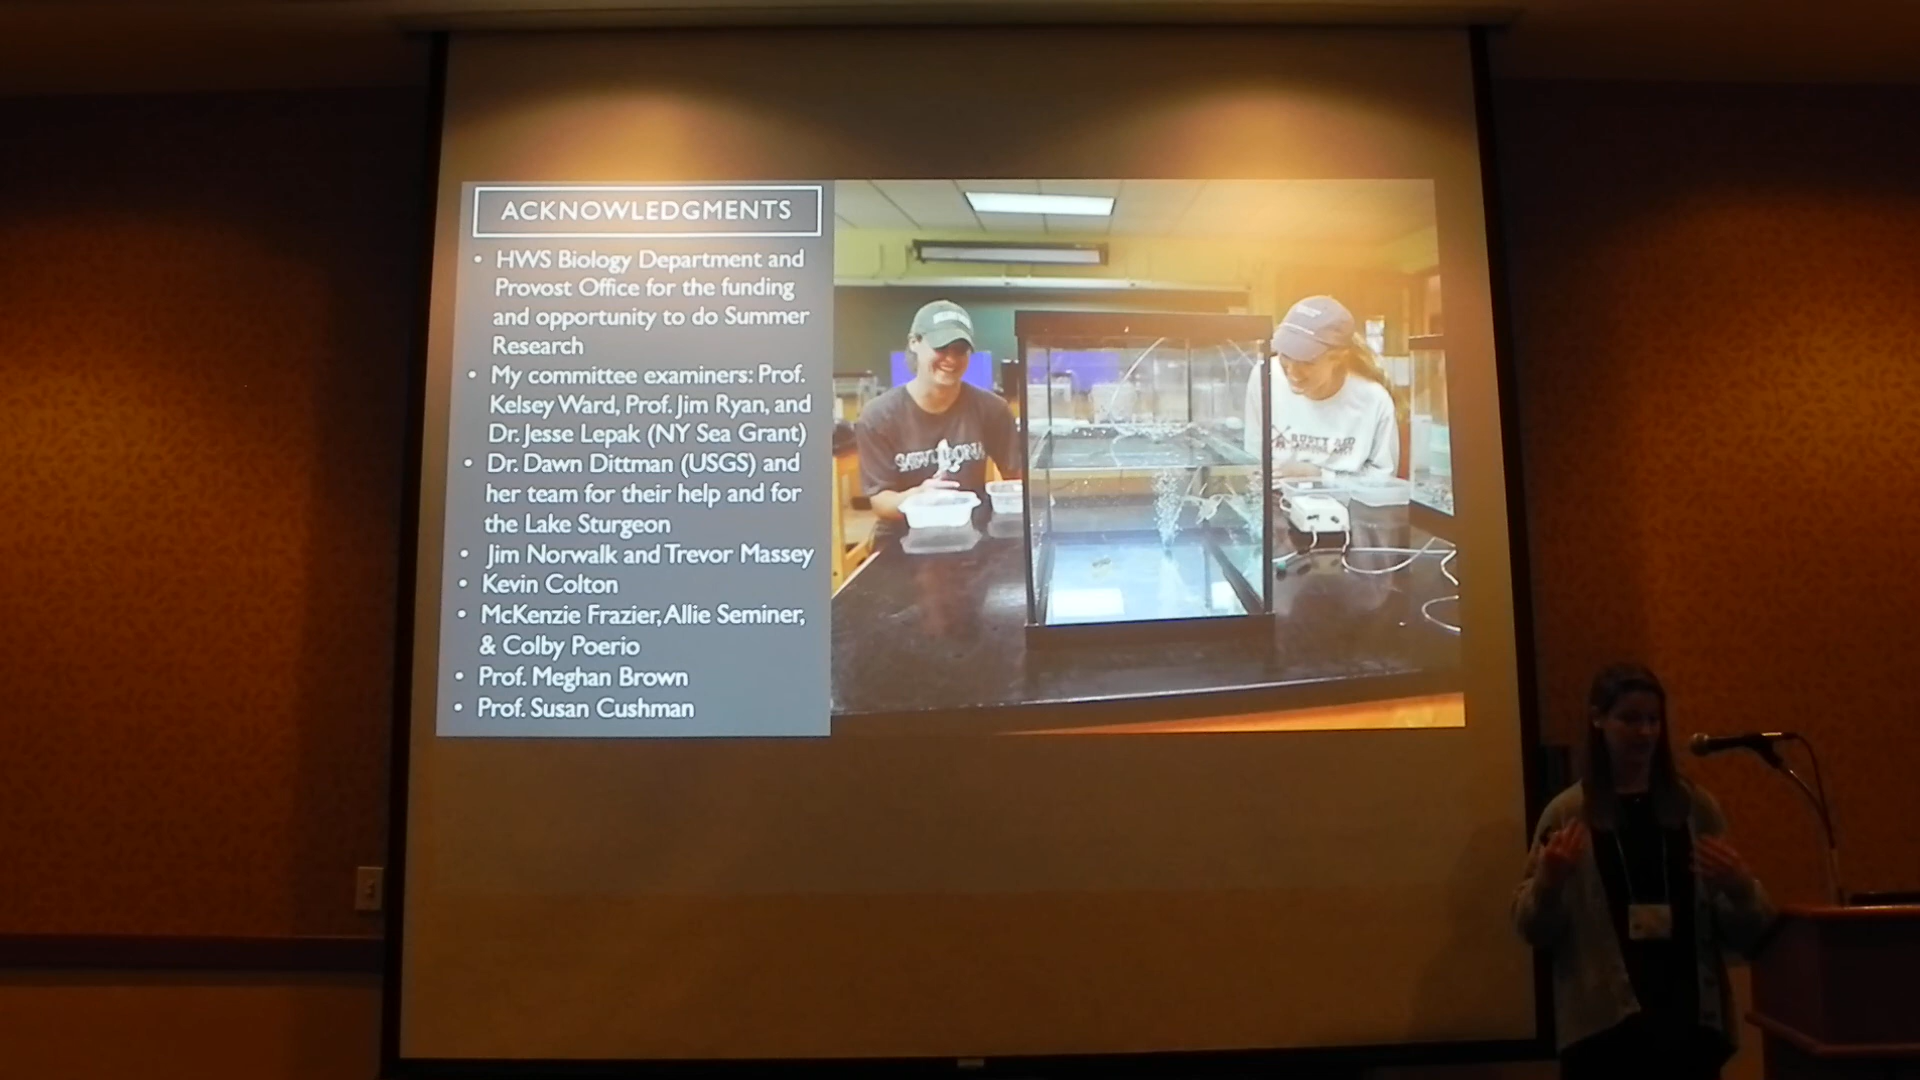 ACKNOWLEDGMENTS
• HWS Biology Department and
Provost Office for the funding
and opportunity to do Summer
Research
• My committee examiners: Prof.
Kelsey Ward, Prof. Jim Ryan, and
Dr. Jesse Lepak (NY Sea Grant)
• Dr. Dawn Dittman (USGS) and
her team for their help and for
the Lake Sturgeon
• Jim Norwalk and Trevor Massey
• Kevin Colton
• McKenzie Frazier, Allie Seminer,
& Colby Poerio
• Prof. Meghan Brown
• Prof. Susan Cushman